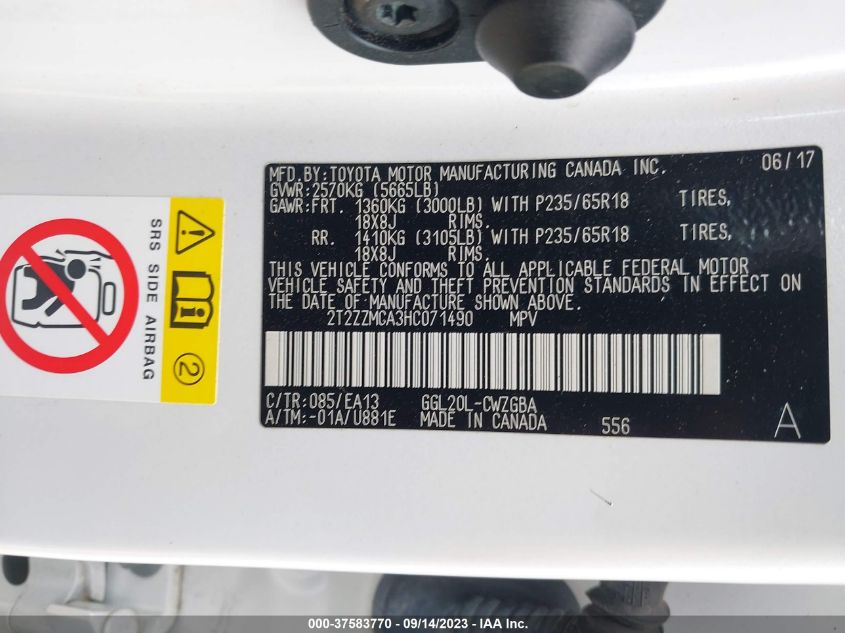 MFD.BY:TOYOTA MOTOR MANUFACTURING CANADA INC. 06/17
GVWR:2570KG (5665LB)
GAWR:FRT. 1360KG (3000LB) WITH P235/65R18 TIRES,
18X8J RIMS.
RR. 1410KG (3105LB) WITH P235/65R18 TIRES,
18X8J RIMS.
THIS VEHICLE CONFORMS TO ALL APPLICABLE FEDERAL MOTOR
VEHICLE SAFETY AND THEFT PREVENTION STANDARDS IN EFFECT ON
THE DATE OF MANUFACTURE SHOWN ABOVE.
2T2ZZMCA3HC071490 MPV
C/TR:085/EA13 GGL20L-CWZGBA
A/TM:-01A/U881E MADE IN CANADA 556 A
SRS SIDE AIRBAG
2
000-37583770 - 09/14/2023 - IAA Inc.